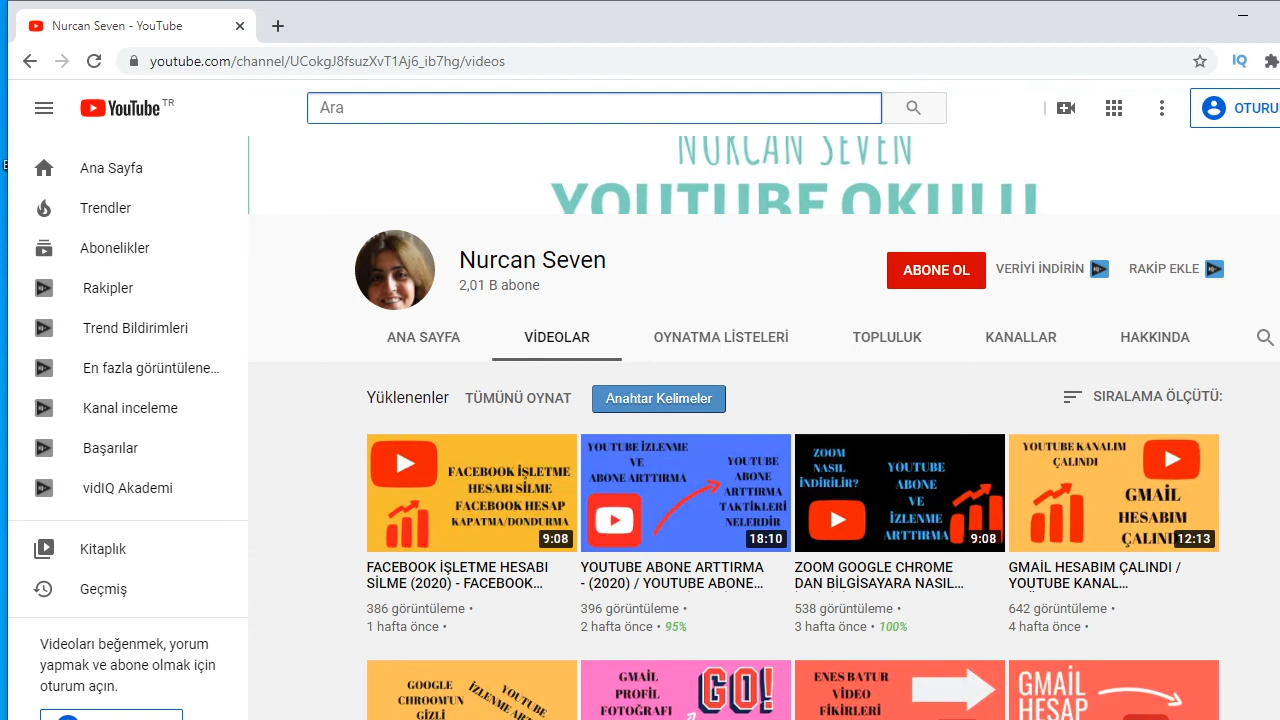 Nurcan Seven - YouTube
youtube.com/channel/UCokgJ8fsuzXvT1Aj6_ib7hg/videos
IQ
YouTube TR
Ara
OTURU
NURCAN SEVEN
YOUTUBE OKULU
Ana Sayfa
Trendler
Abonelikler
Rakipler
Trend Bildirimleri
En fazla görüntülene...
Kanal inceleme
Başarılar
vidIQ Akademi
Kitaplık
Geçmiş
Videoları beğenmek, yorum
yapmak ve abone olmak için
oturum açın.
Nurcan Seven
2,01 B abone
ABONE OL
VERİYİ İNDİRİN
RAKİP EKLE
ANA SAYFA
VİDEOLAR
OYNATMA LİSTELERİ
TOPLULUK
KANALLAR
HAKKINDA
Yüklenenler
TÜMÜNÜ OYNAT
Anahtar Kelimeler
SIRALAMA ÖLÇÜTÜ:
FACEBOOK İŞLETME
HESABI SİLME
FACEBOOK HESAP
KAPATMA/DONDURMA
9:08
FACEBOOK İŞLETME HESABI
SİLME (2020) - FACEBOOK...
386 görüntüleme •
1 hafta önce •
YOUTUBE İZLENME
VE
ABONE ARTTIRMA
YOUTUBE
ABONE
ARTTIRMA
TAKTİKLERİ
NELERDİR
18:10
YOUTUBE ABONE ARTTIRMA
- (2020) / YOUTUBE ABONE...
396 görüntüleme •
2 hafta önce • 95%
ZOOM
NASIL
İNDİRİLİR?
YOUTUBE
ABONE
VE
İZLENME
ARTTIRMA
9:08
ZOOM GOOGLE CHROME
DAN BİLGİSAYARA NASIL...
538 görüntüleme •
3 hafta önce • 100%
YOUTUBE KANALIM
ÇALINDI
GMAİL
HESABIM
ÇALINDI
12:13
GMAİL HESABIM ÇALINDI /
YOUTUBE KANAL...
642 görüntüleme •
4 hafta önce •
GOOGLE
CHROOM'UN
GİZLİ
YOUTUBE
İZLENME
GMAİL
PROFİL
FOTOĞRAFI
GO!
ENES BATUR
VİDEO
FİKİRLERİ
GMAİL
HESAP